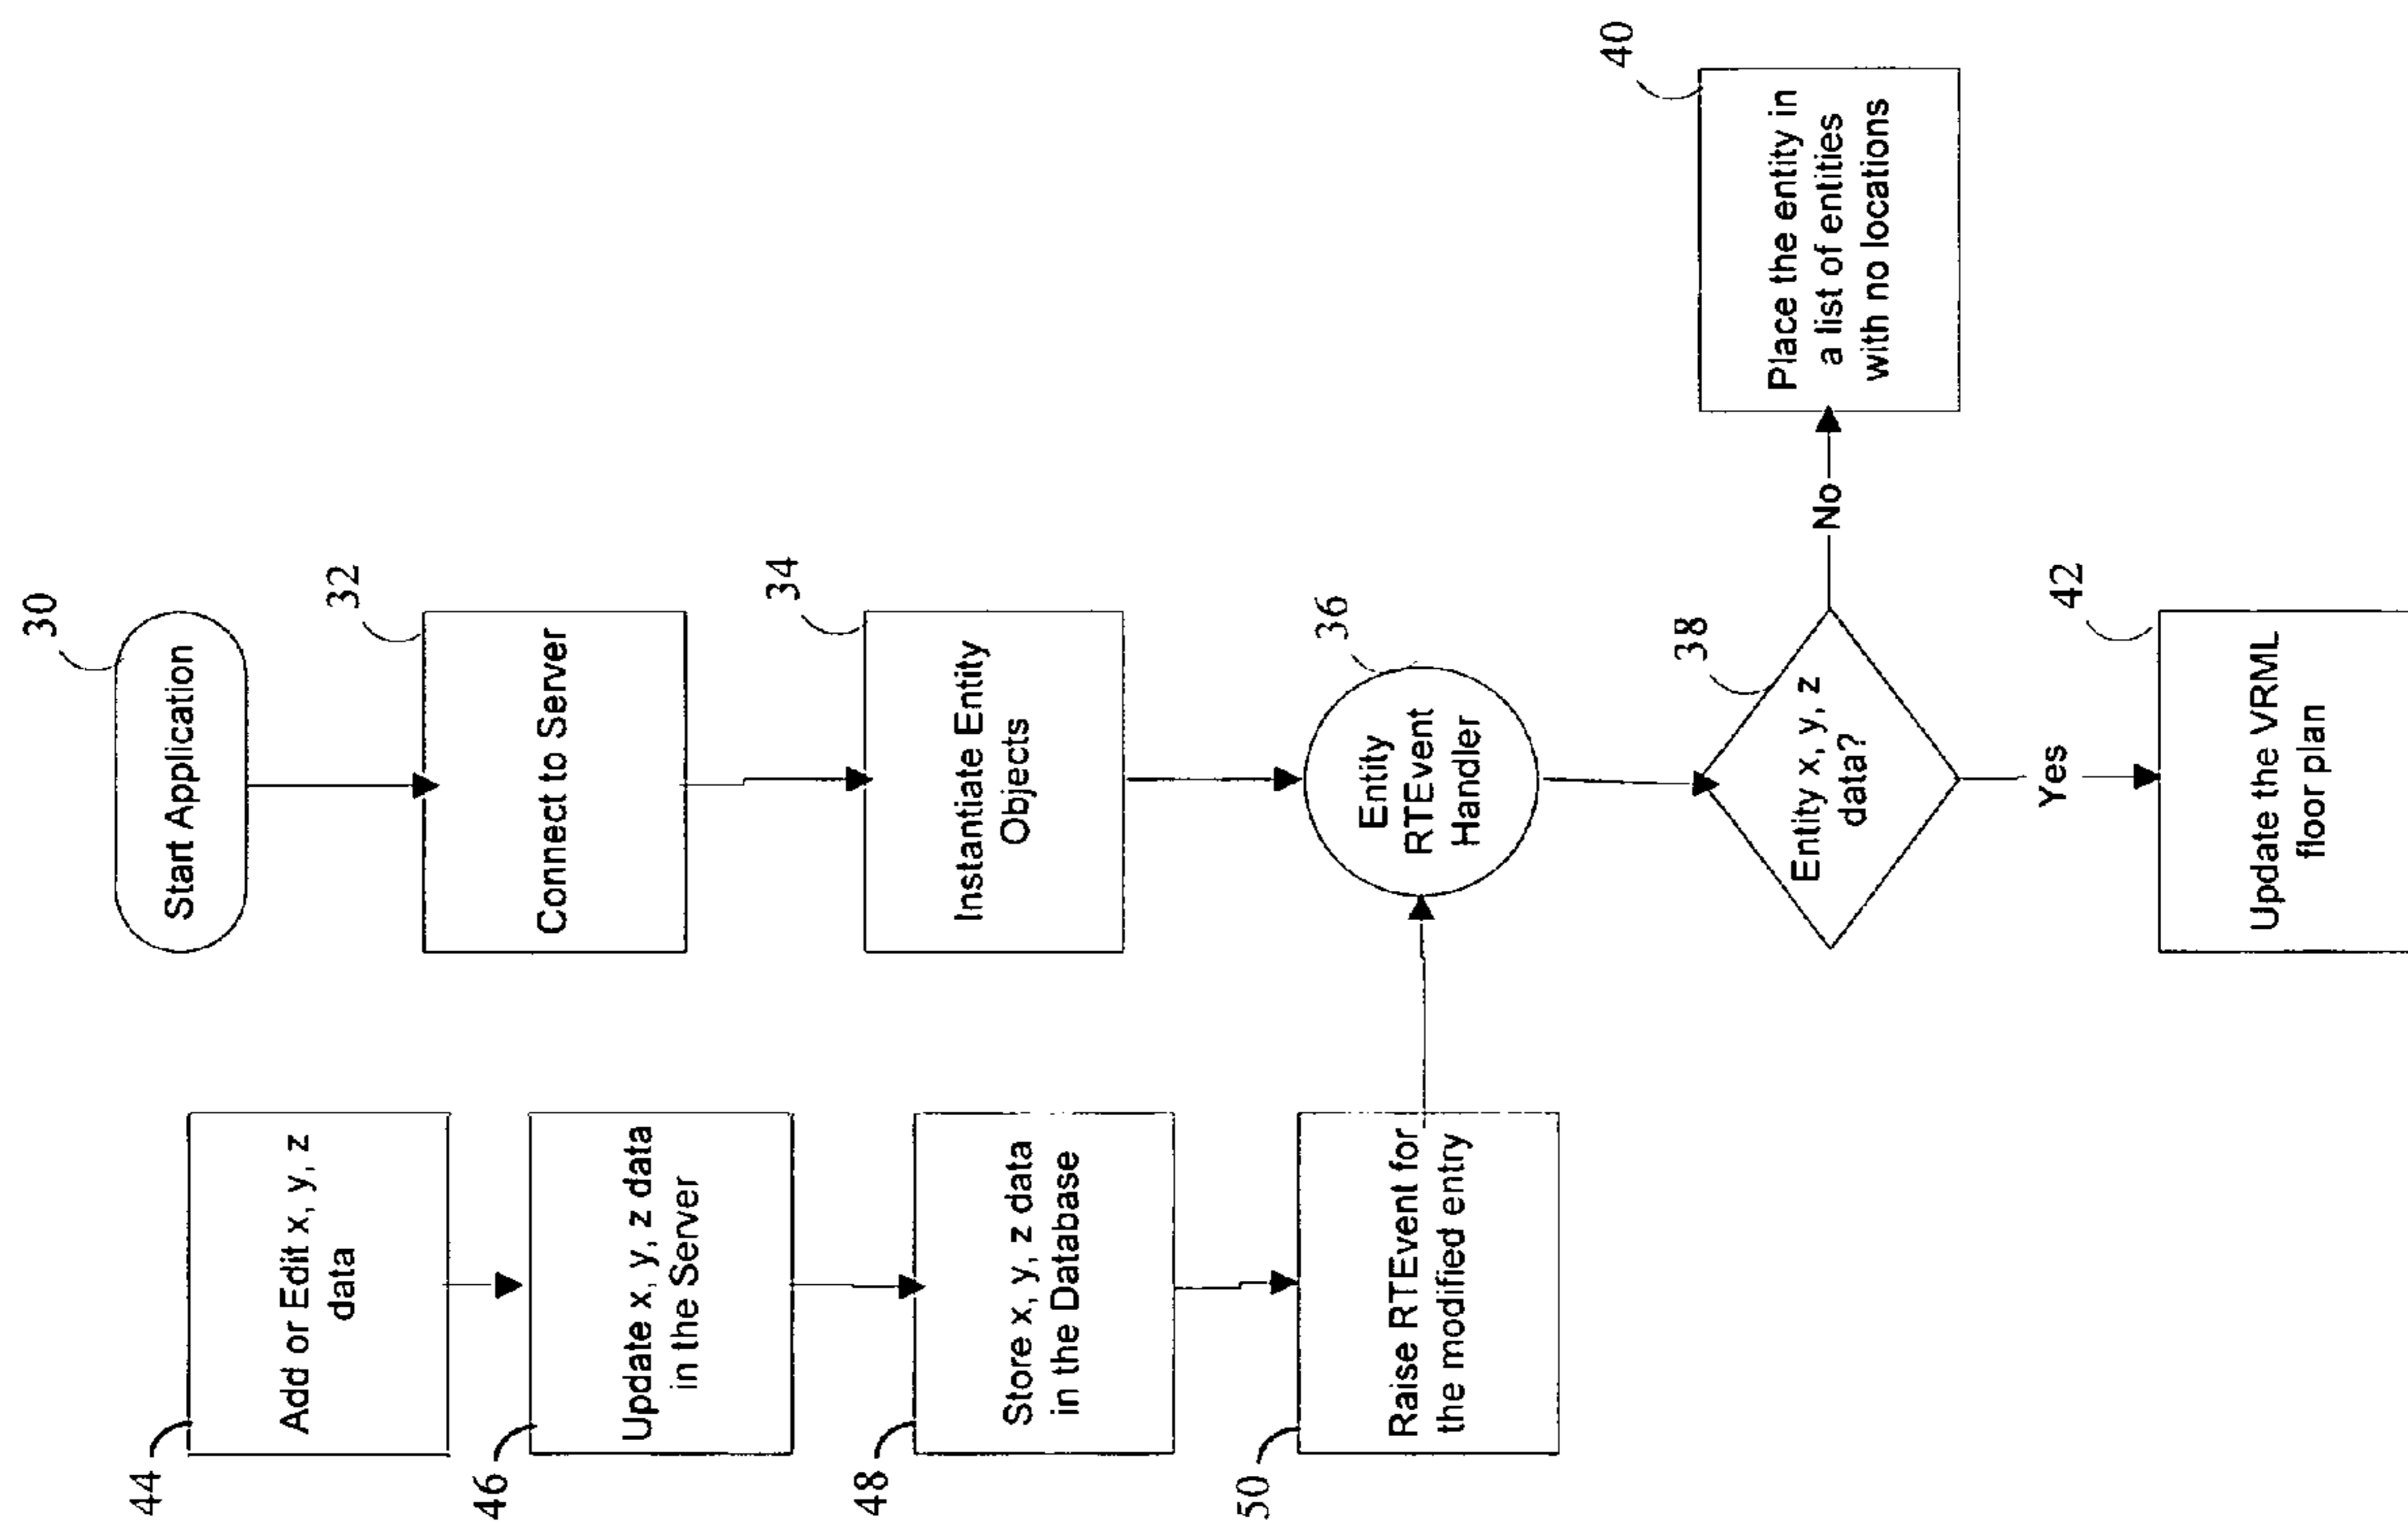 30
Start Application
32
Connect to Server
34
Instantiate Entity
Objects
36
Entity
RTEvent
Handler
38
Entity x, y, z
data?
No
40
Place the entity in
a list of entities
with no locations
Yes
42
Update the VRML
floor plan
44
Add or Edit x, y, z
data
46
Update x, y, z data
in the Server
48
Store x, y, z data
in the Database
50
Raise RTEvent for
the modified entry